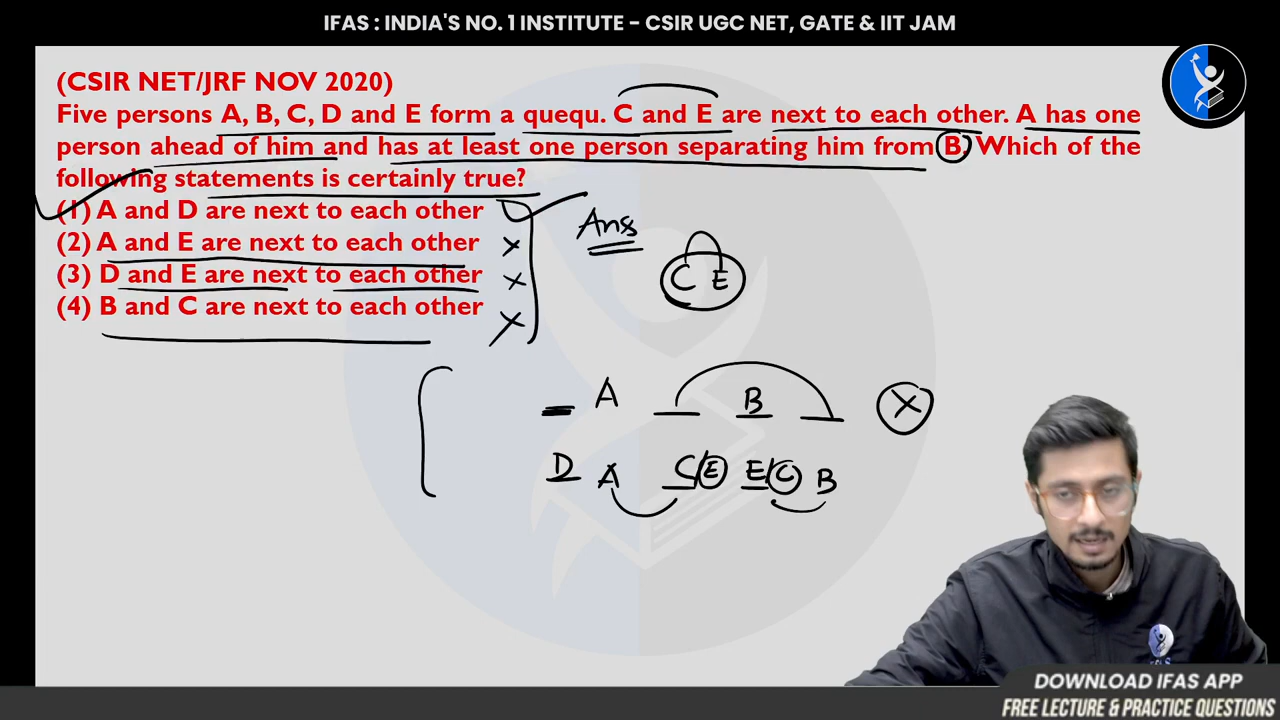 IFAS : INDIA'S NO. 1 INSTITUTE – CSIR UGC NET, GATE & IIT JAM
(CSIR NET/JRF NOV 2020)
Five persons A, B, C, D and E form a ququ. C and E are next to each other. A has one
person ahead of him and has at least one person separating him from B. Which of the
following statements is certainly true?
(1) A and D are next to each other
(2) A and E are next to each other
(3) D and E are next to each other
(4) B and C are next to each other
Ans
C E
A B
D A C/E E/C B
DOWNLOAD IFAS APP
FREE LECTURE & PRACTICE QUESTIONS